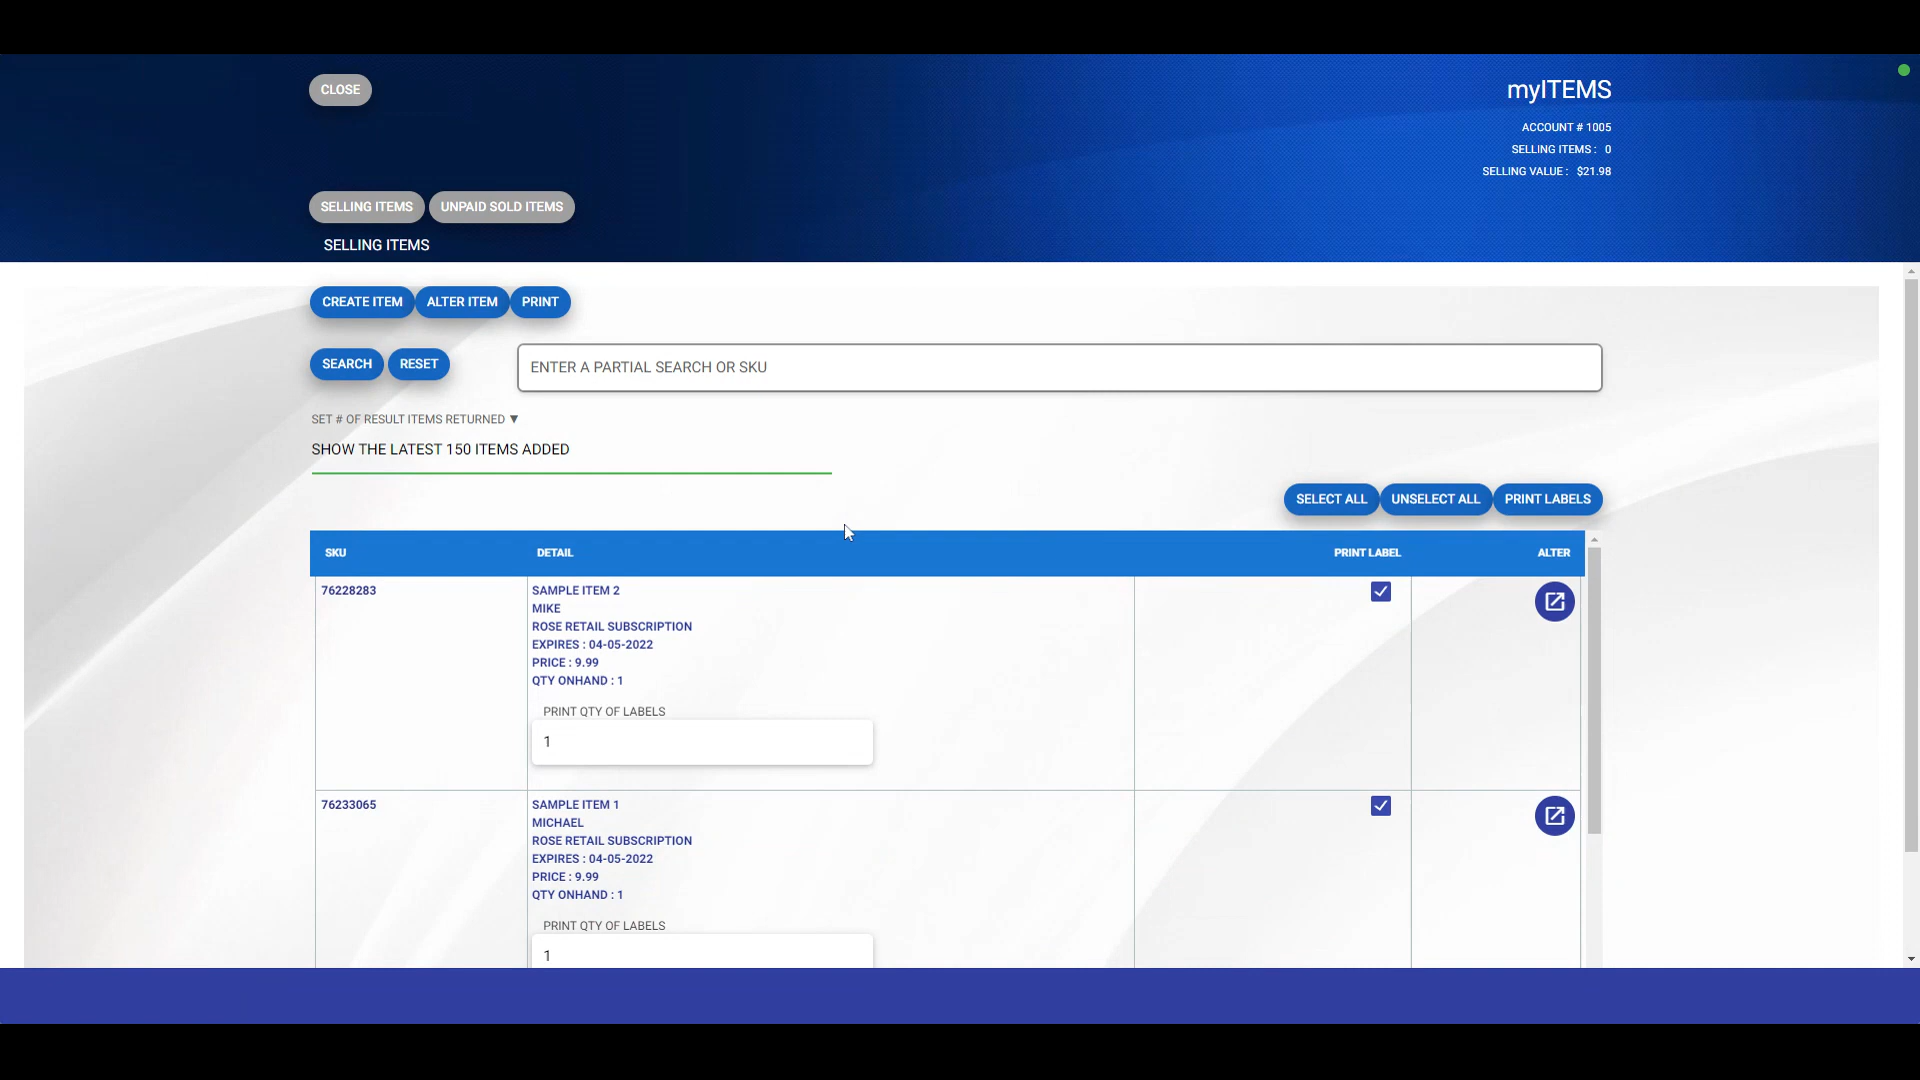 CLOSE
myITEMS
ACCOUNT # 1005
SELLING ITEMS : 0
SELLING VALUE : $21.98
SELLING ITEMS UNPAID SOLD ITEMS
SELLING ITEMS
CREATE ITEM ALTER ITEM PRINT
SEARCH RESET ENTER A PARTIAL SEARCH OR SKU
SET # OF RESULT ITEMS RETURNED ▼
SHOW THE LATEST 150 ITEMS ADDED
SELECT ALL UNSELECT ALL PRINT LABELS
SKU DETAIL PRINT LABEL ALTER
76228283 SAMPLE ITEM 2
MIKE
ROSE RETAIL SUBSCRIPTION
EXPIRES : 04-05-2022
PRICE : 9.99
QTY ONHAND : 1
PRINT QTY OF LABELS
1
76233065 SAMPLE ITEM 1
MICHAEL
ROSE RETAIL SUBSCRIPTION
EXPIRES : 04-05-2022
PRICE : 9.99
QTY ONHAND : 1
PRINT QTY OF LABELS
1